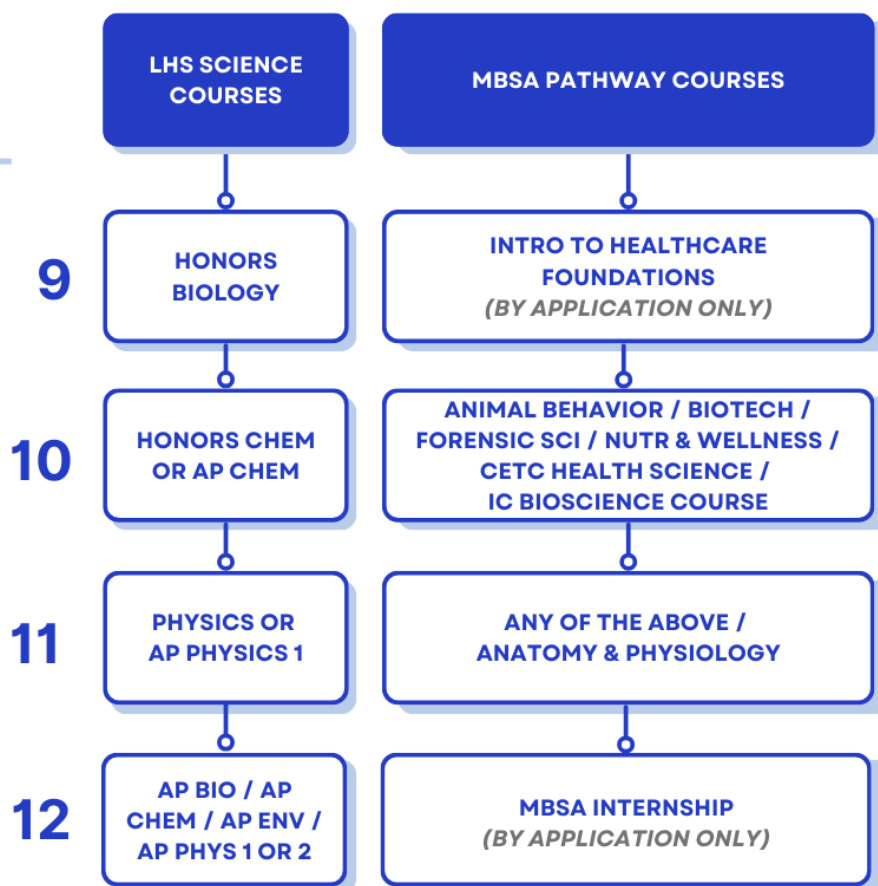 LHS SCIENCE
COURSES
MBSA PATHWAY COURSES
9
HONORS
BIOLOGY
INTRO TO HEALTHCARE
FOUNDATIONS
(BY APPLICATION ONLY)
10
HONORS CHEM
OR AP CHEM
ANIMAL BEHAVIOR / BIOTECH /
FORENSIC SCI / NUTR & WELLNESS /
CETC HEALTH SCIENCE /
IC BIOSCIENCE COURSE
11
PHYSICS OR
AP PHYSICS 1
ANY OF THE ABOVE /
ANATOMY & PHYSIOLOGY
12
AP BIO / AP
CHEM / AP ENV /
AP PHYS 1 OR 2
MBSA INTERNSHIP
(BY APPLICATION ONLY)